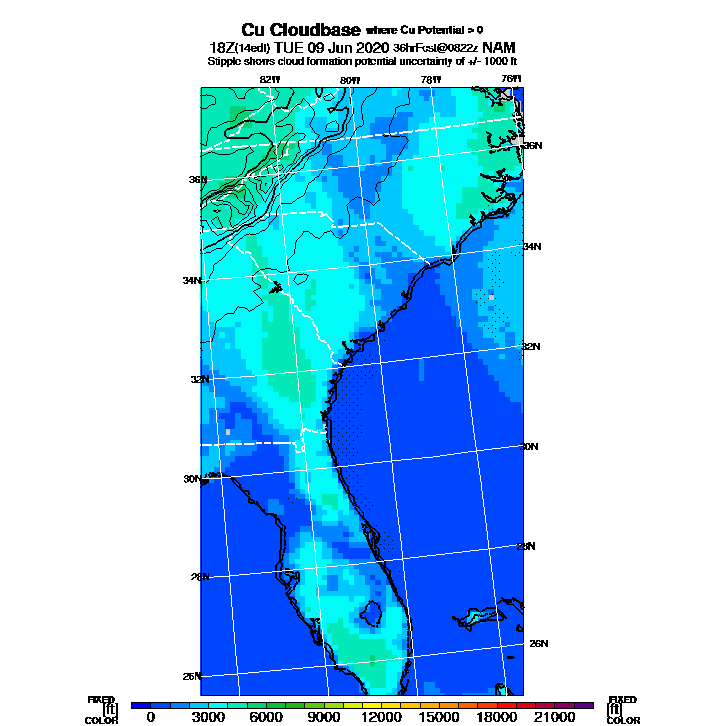 Cu Cloudbase where Cu Potential > 0
18Z(14edt) TUE 09 Jun 2020 36hrFcst@0822z NAM
Stipple shows cloud formation potential uncertainty of +/- 1000 ft
82W 80W 78W 76W
36N
36N
34N
34N
32N
32N
30N
30N
28N
28N
26N
26N
FIXED FIXED
[ft] [ft]
COLOR COLOR
0 3000 6000 9000 12000 15000 18000 21000